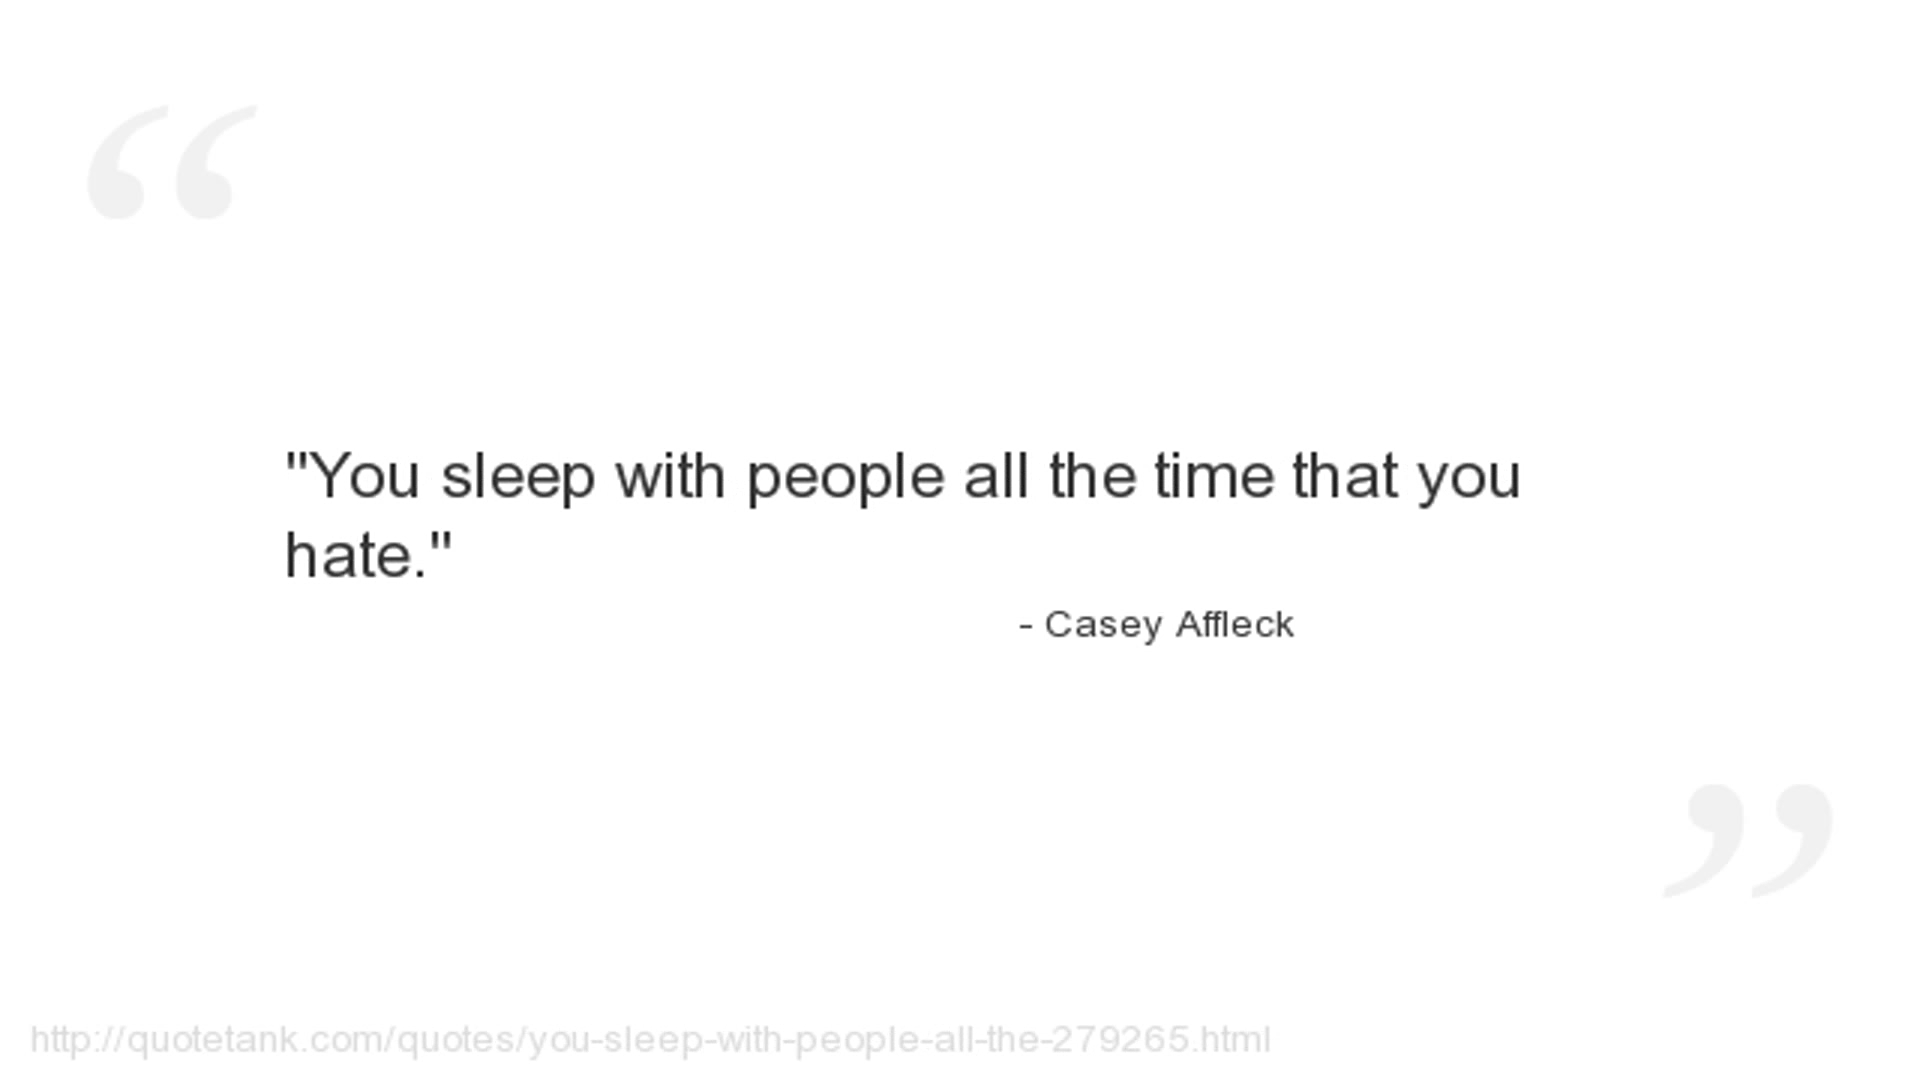 "You sleep with people all the time that you
hate."
- Casey Affleck
http://quotetank.com/quotes/you-sleep-with-people-all-the-279265.html